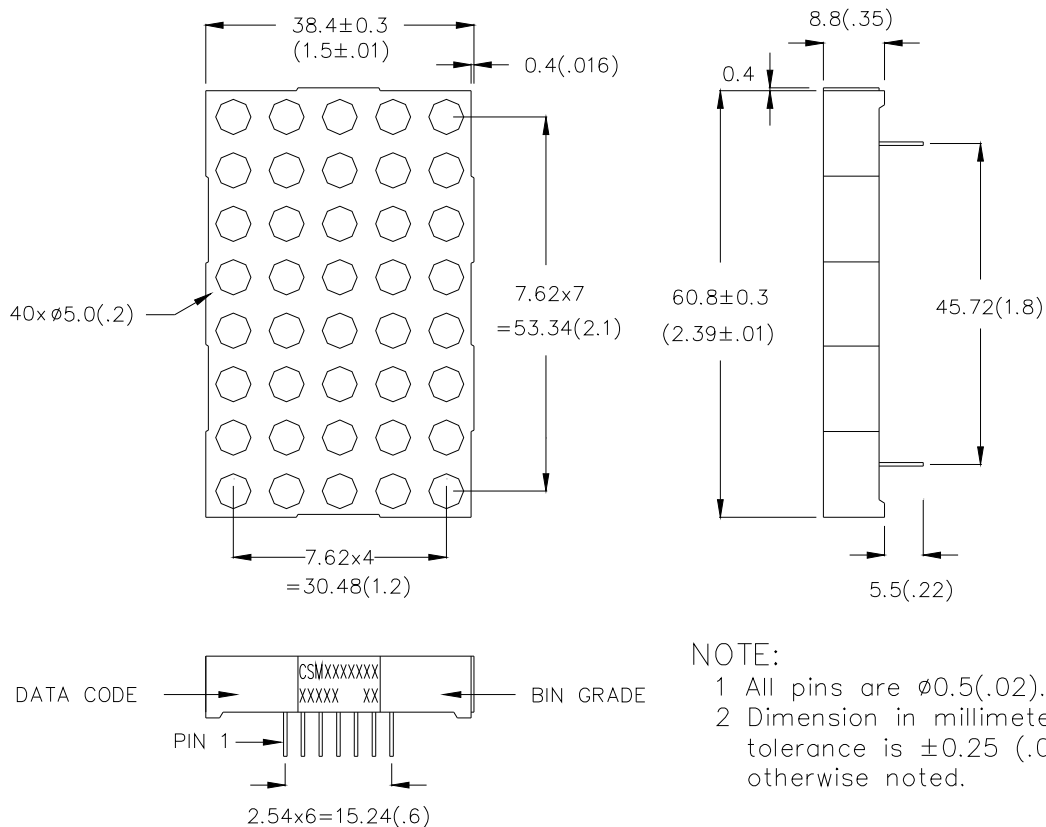 38.4±0.3
(1.5±.01)
0.4(.016)
8.8(.35)
0.4
40xø5.0(.2)
7.62x7
=53.34(2.1)
60.8±0.3
(2.39±.01)
45.72(1.8)
7.62x4
=30.48(1.2)
5.5(.22)
DATA CODE
CSMXXXXXXX
XXXXX XX
BIN GRADE
PIN 1
2.54x6=15.24(.6)
NOTE:
1 All pins are ø0.5(.02).
2 Dimension in millimete
tolerance is ±0.25 (.0
otherwise noted.